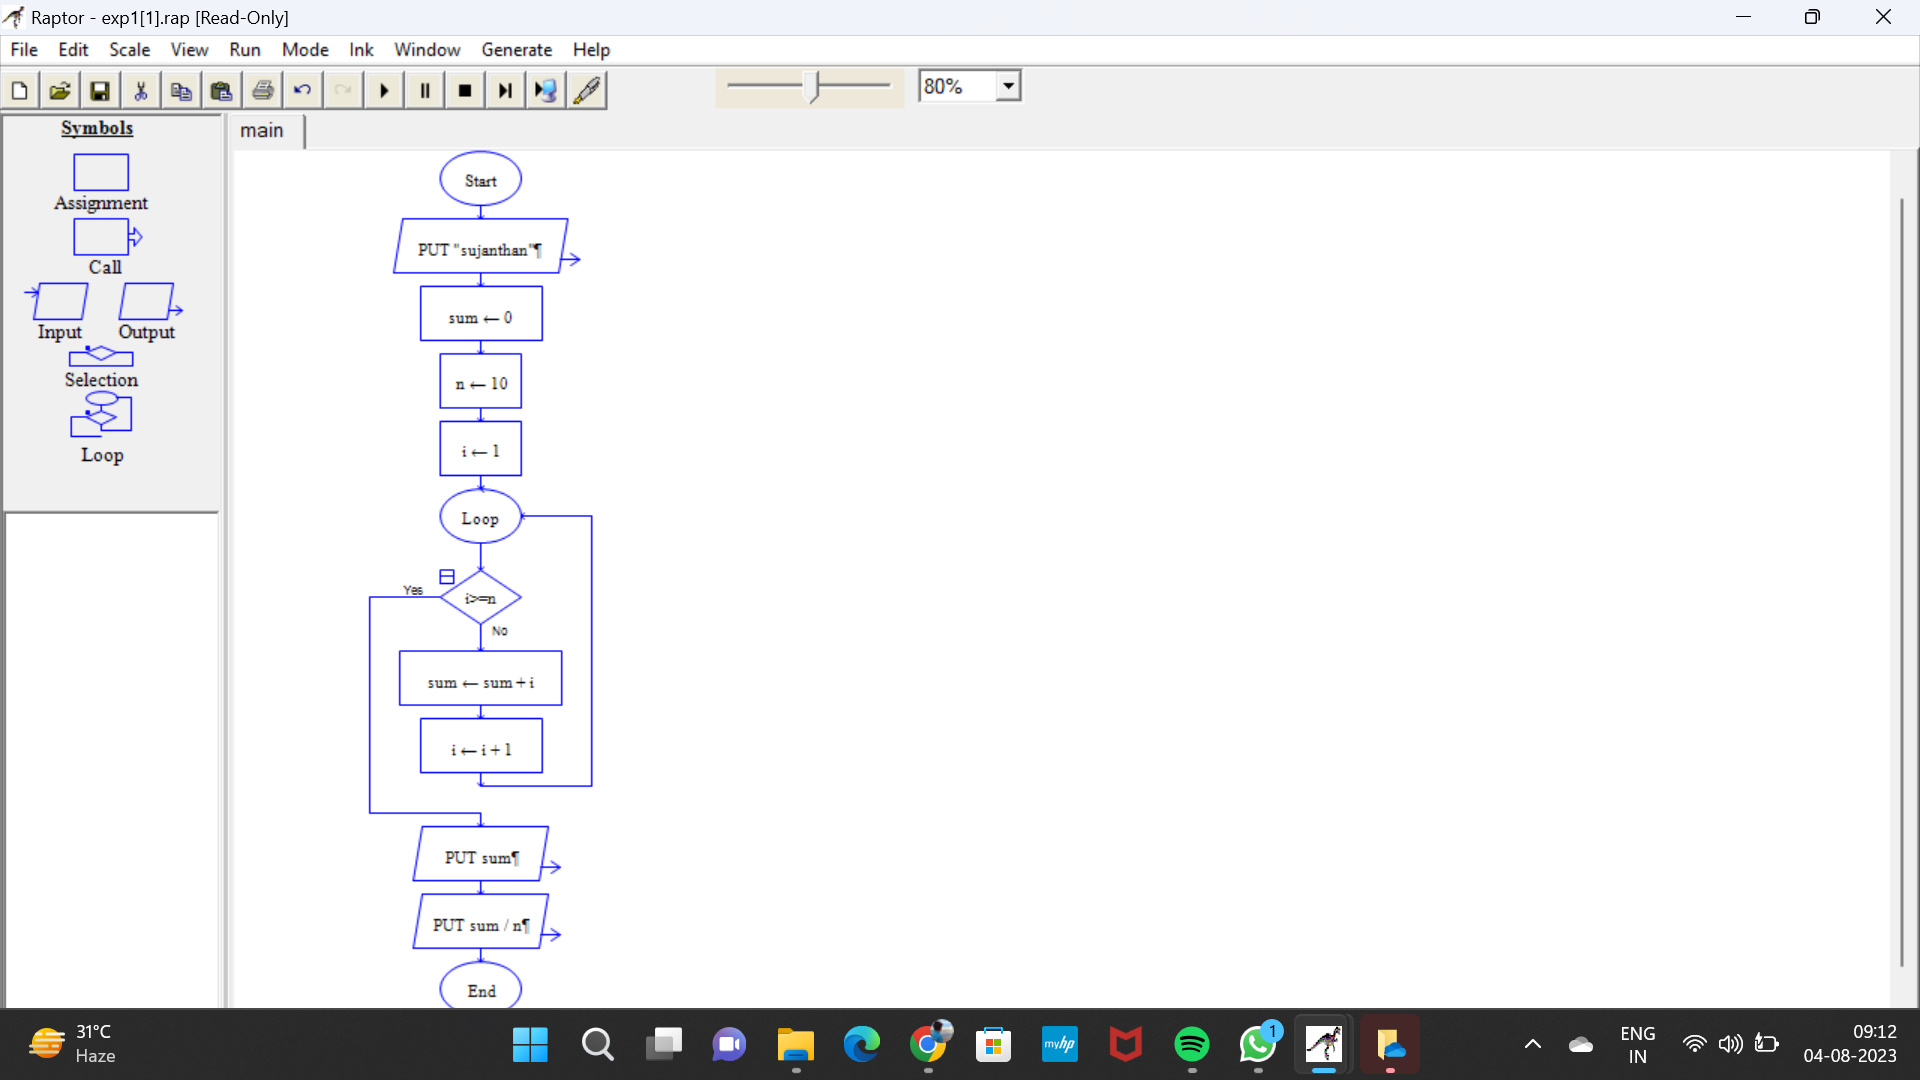 Raptor - exp1[1].rap [Read-Only]
File Edit Scale View Run Mode Ink Window Generate Help
80%
Symbols
Assignment
Call
Input Output
Selection
Loop
main
Start
PUT "sujanthan"¶
sum ← 0
n ← 10
i ← 1
Loop
Yes
i>=n
No
sum ← sum + i
i ← i + 1
PUT sum¶
PUT sum / n¶
End
31°C
Haze
myhp
1
ENG
IN
09:12
04-08-2023